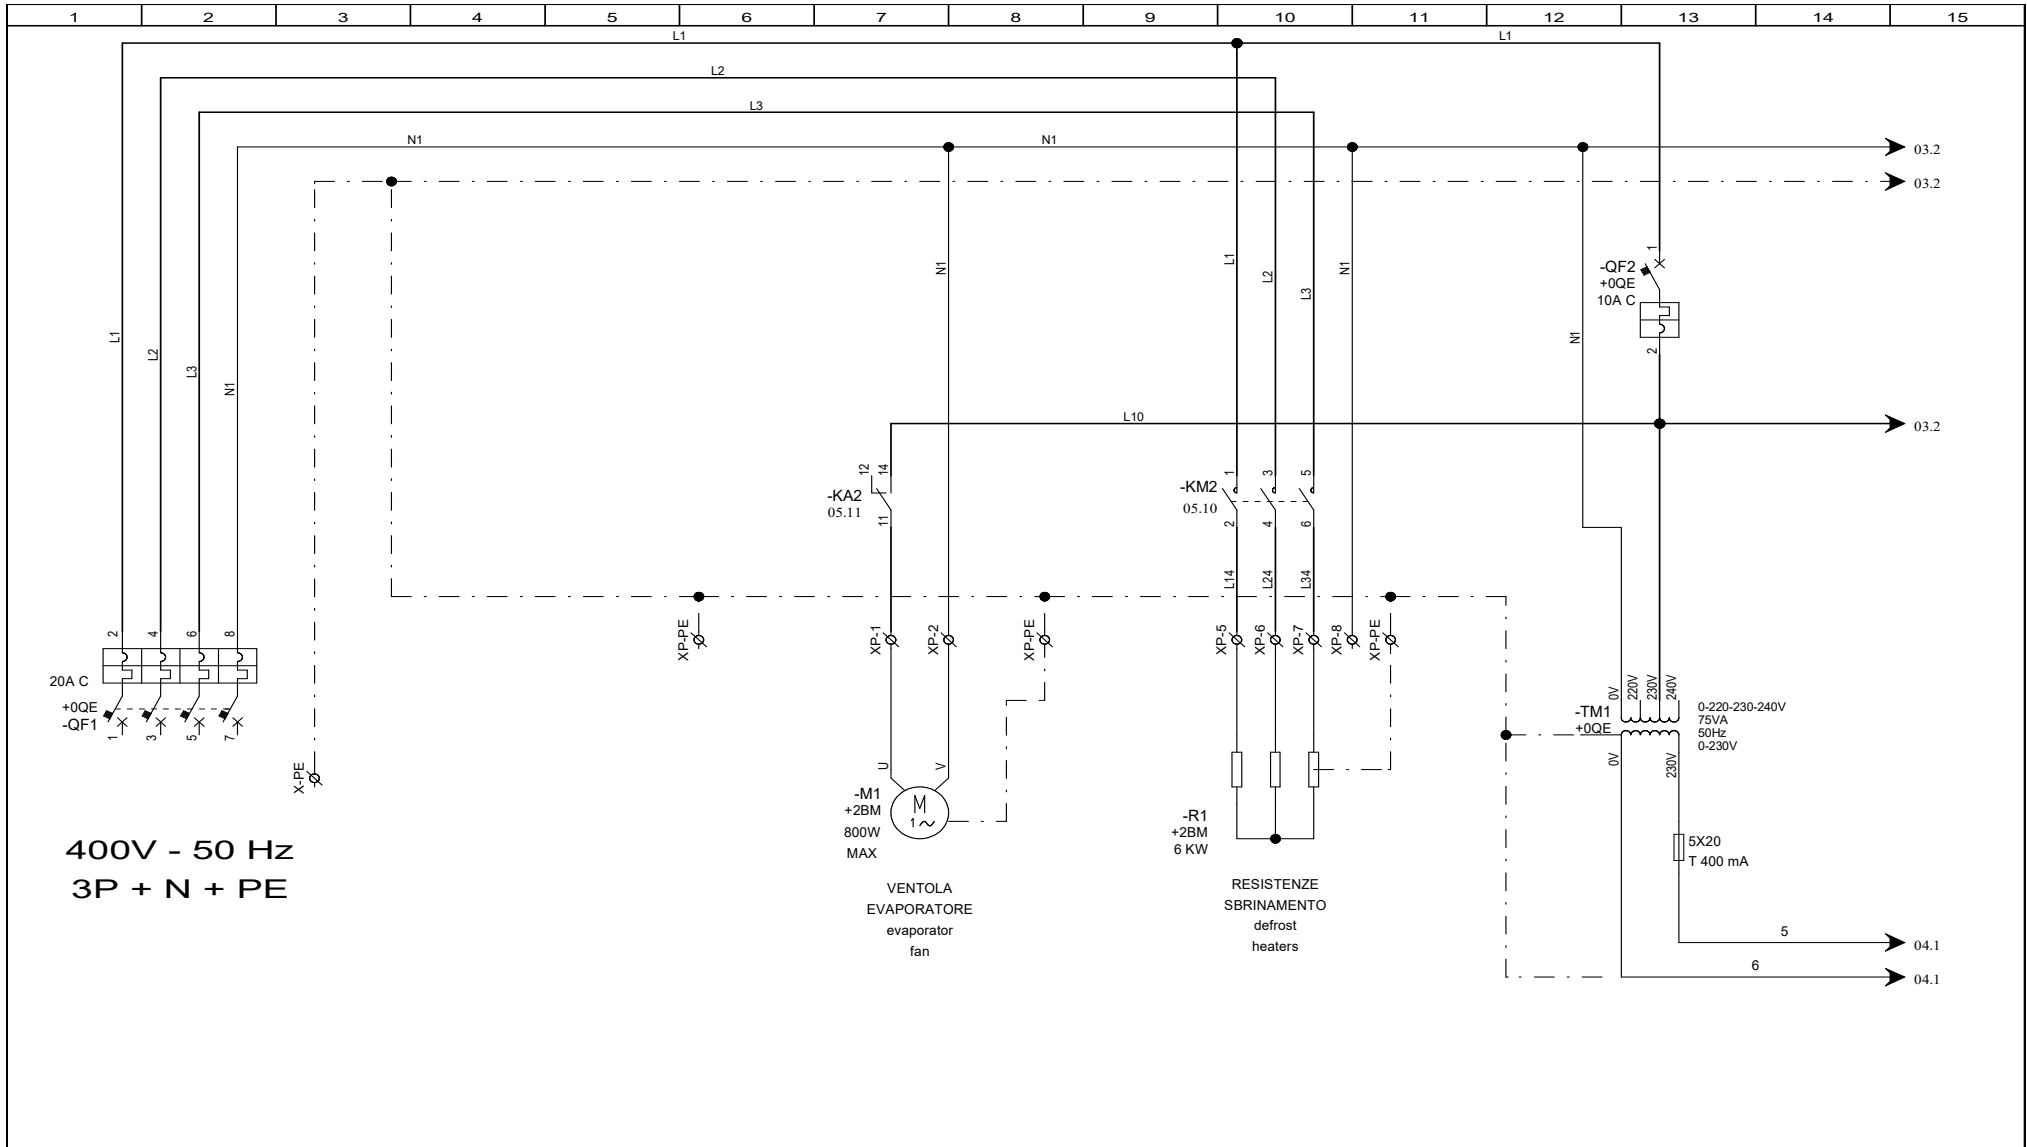 1 2 3 4 5 6 7 8 9 10 11 12 13 14 15
L1 L1
L2
L3
N1 N1 03.2
03.2
L1
L2
L3
N1
N1
L1
L2
L3
N1
N1
1
-QF2
+0QE
10A C
2
L10 03.2
12 14
-KA2
05.11
11
1 3 5
-KM2
05.10
2 4 6
L14 L24 L34
XP-PE XP-1 XP-2 XP-PE XP-5 XP-6 XP-7 XP-8 XP-PE
2 4 6 8
20A C
+0QE
-QF1
1 3 5 7
X-PE
400V - 50 Hz
3P + N + PE
U V
-M1
+2BM
800W
MAX
M
1~
VENTOLA
EVAPORATORE
evaporator
fan
-R1
+2BM
6 KW
RESISTENZE
SBRINAMENTO
defrost
heaters
0V 220V 230V 240V
-TM1
+0QE
0-220-230-240V
75VA
50Hz
0-230V
0V 230V
5X20
T 400 mA
5 04.1
6 04.1